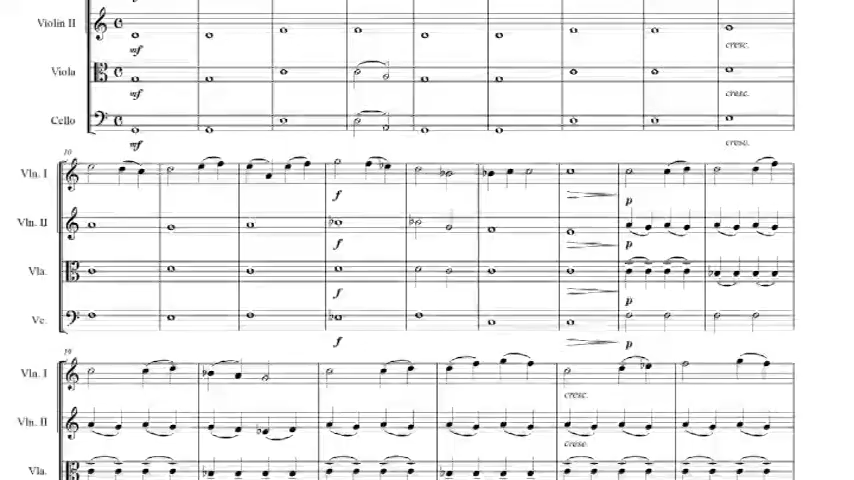 Violin II
mf
cresc.
Viola
mf
cresc.
Cello
mf
cresc.
10
Vln. I
f
p
Vln. II
f
p
Vla.
f
p
Vc.
f
p
19
Vln. I
cresc.
Vln. II
cresc.
Vla.